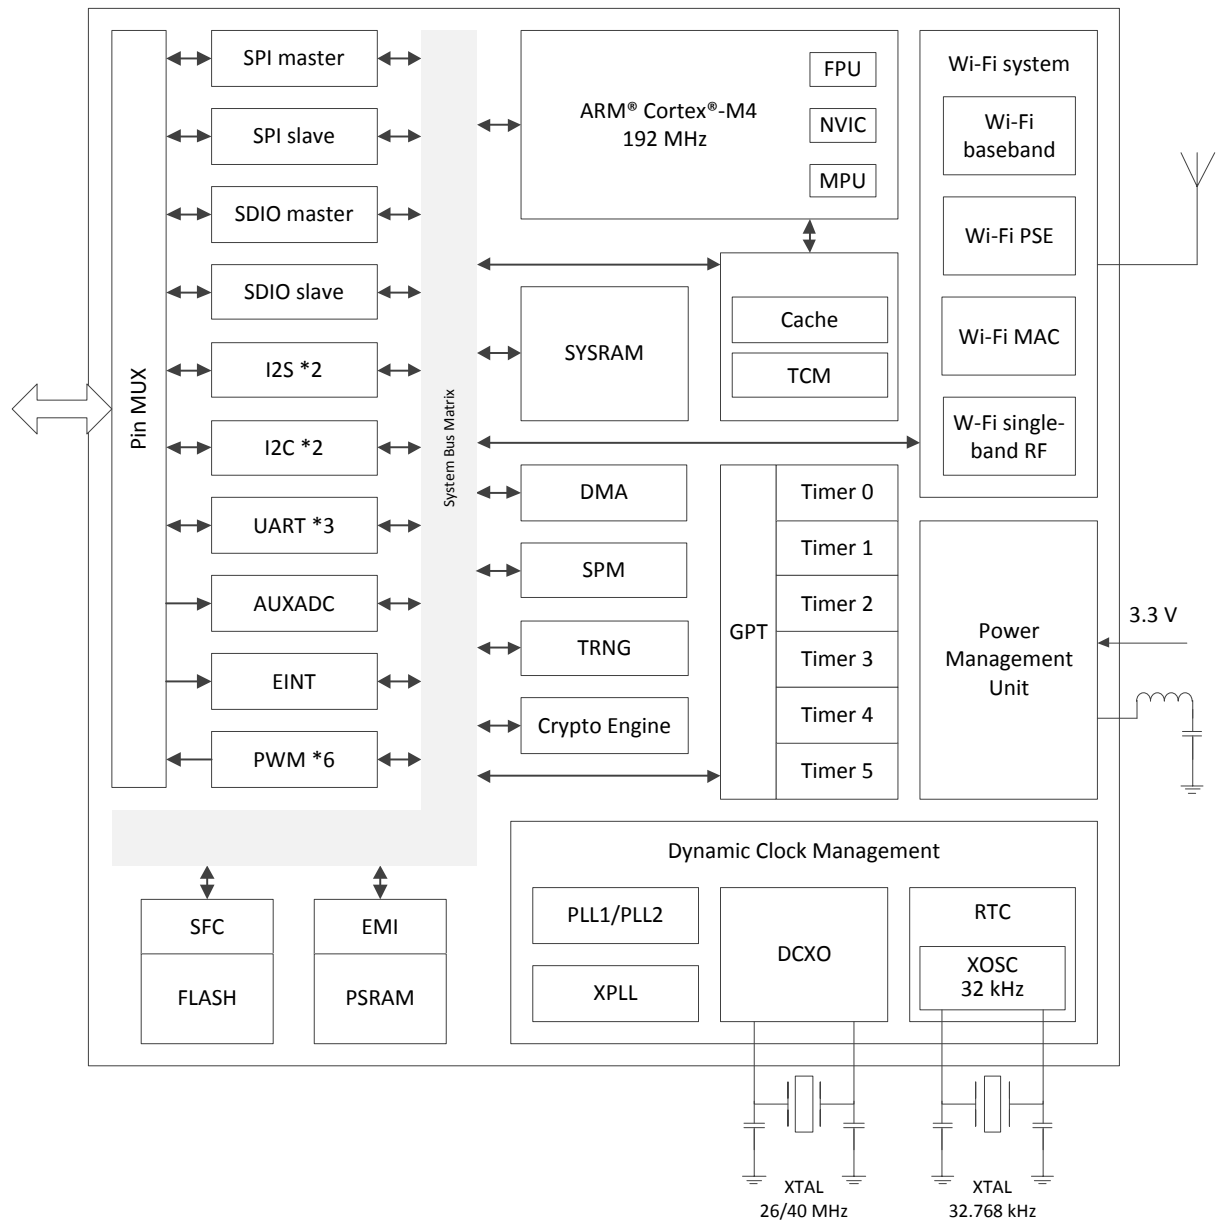 SPI master
SPI slave
SDIO master
SDIO slave
I2S *2
I2C *2
UART *3
AUXADC
EINT
PWM *6
Pin MUX
System Bus Matrix
ARM® Cortex®-M4
192 MHz
FPU
NVIC
MPU
Cache
TCM
SYSRAM
DMA
SPM
TRNG
Crypto Engine
GPT
Timer 0
Timer 1
Timer 2
Timer 3
Timer 4
Timer 5
Wi-Fi system
Wi-Fi
baseband
Wi-Fi PSE
Wi-Fi MAC
W-Fi single-
band RF
Power
Management
Unit
3.3 V
SFC
FLASH
EMI
PSRAM
Dynamic Clock Management
PLL1/PLL2
XPLL
DCXO
RTC
XOSC
32 kHz
XTAL
26/40 MHz
XTAL
32.768 kHz